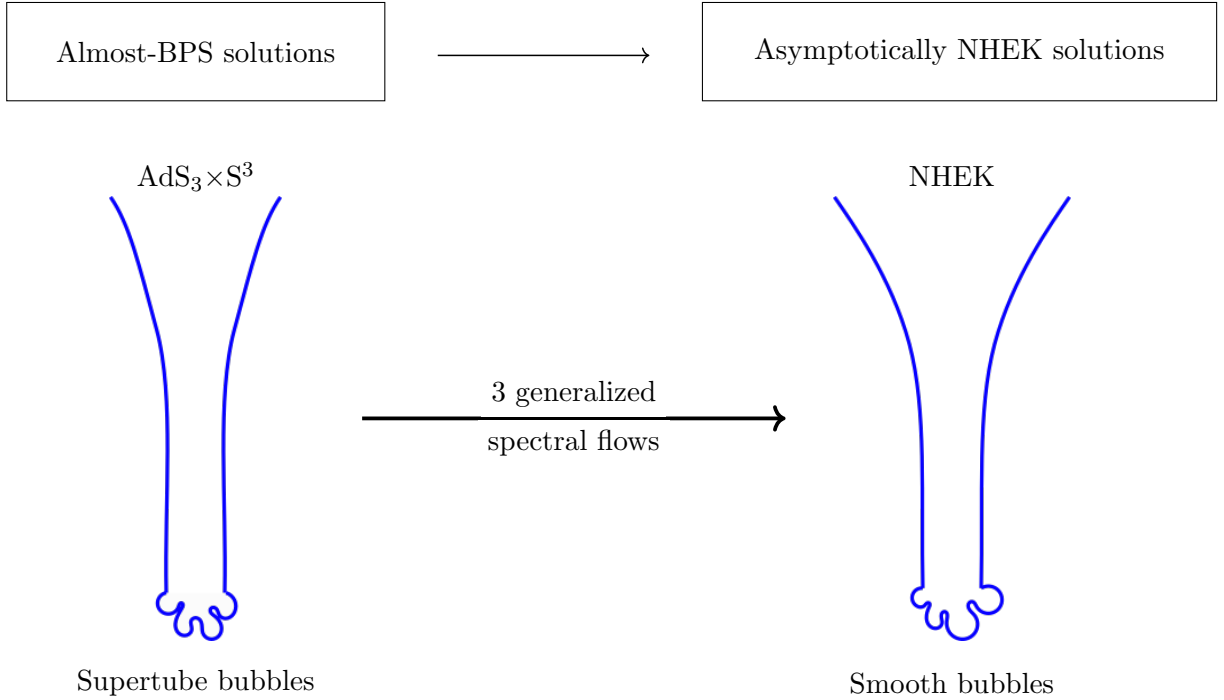 Almost-BPS solutions
Asymptotically NHEK solutions
AdS₃×S³
NHEK
3 generalized
spectral flows
Supertube bubbles
Smooth bubbles